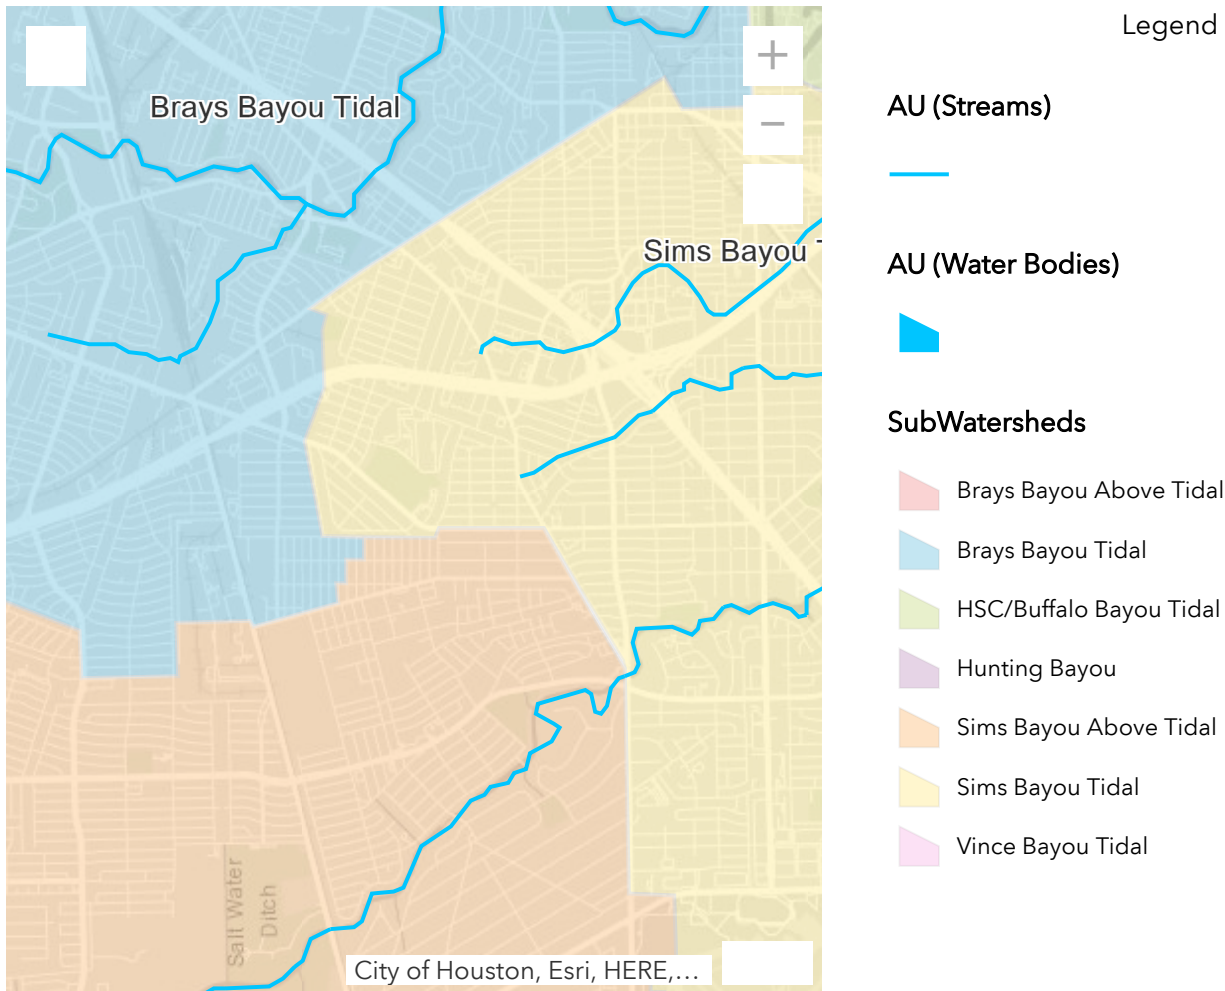 Legend
Brays Bayou Tidal
Sims Bayou T
Salt Water
Ditch
City of Houston, Esri, HERE,...
+
−
AU (Streams)
AU (Water Bodies)
SubWatersheds
Brays Bayou Above Tidal
Brays Bayou Tidal
HSC/Buffalo Bayou Tidal
Hunting Bayou
Sims Bayou Above Tidal
Sims Bayou Tidal
Vince Bayou Tidal